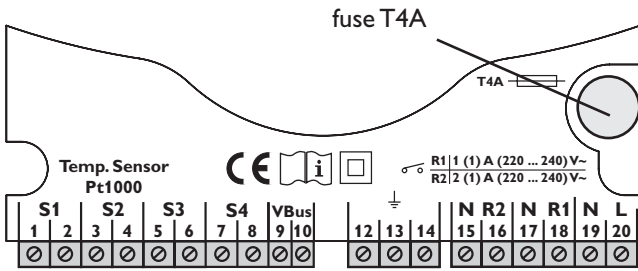 fuse T4A
T4A
Temp. Sensor
Pt1000
CE i
R1 1 (1) A (220 ... 240) V~
R2 2 (1) A (220 ... 240) V~
S1 S2 S3 S4 VBus N R2 N R1 N L
1 2 3 4 5 6 7 8 9 10 12 13 14 15 16 17 18 19 20